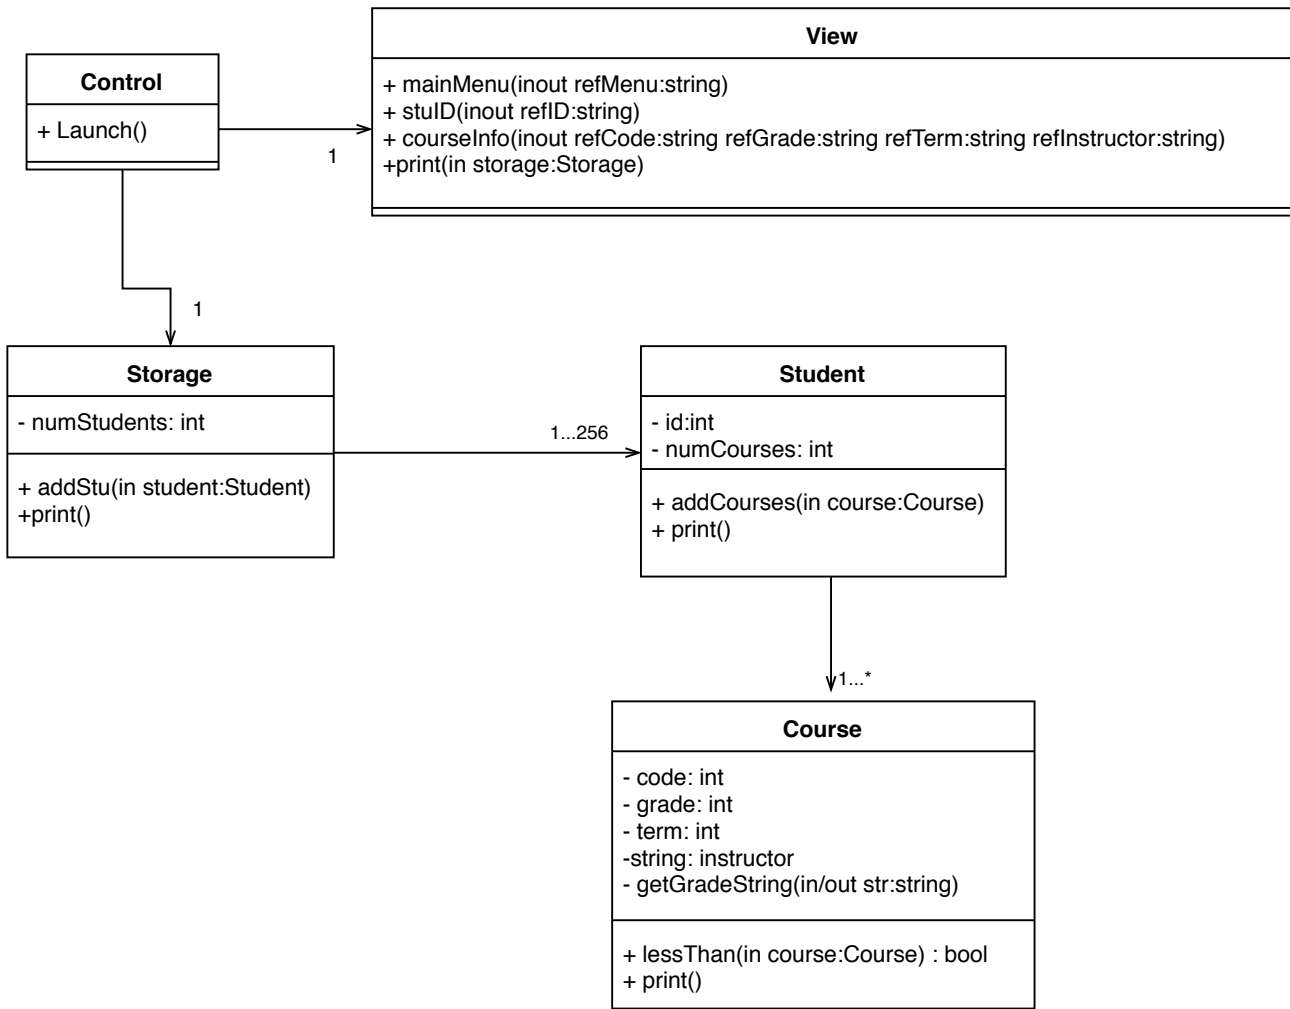 Control
+ Launch()
1
View
+ mainMenu(inout refMenu:string)
+ stuID(inout refID:string)
+ courseInfo(inout refCode:string refGrade:string refTerm:string refInstructor:string)
+print(in storage:Storage)
1
Storage
- numStudents: int
+ addStu(in student:Student)
+print()
1...256
Student
- id:int
- numCourses: int
+ addCourses(in course:Course)
+ print()
1...*
Course
- code: int
- grade: int
- term: int
-string: instructor
- getGradeString(in/out str:string)
+ lessThan(in course:Course) : bool
+ print()